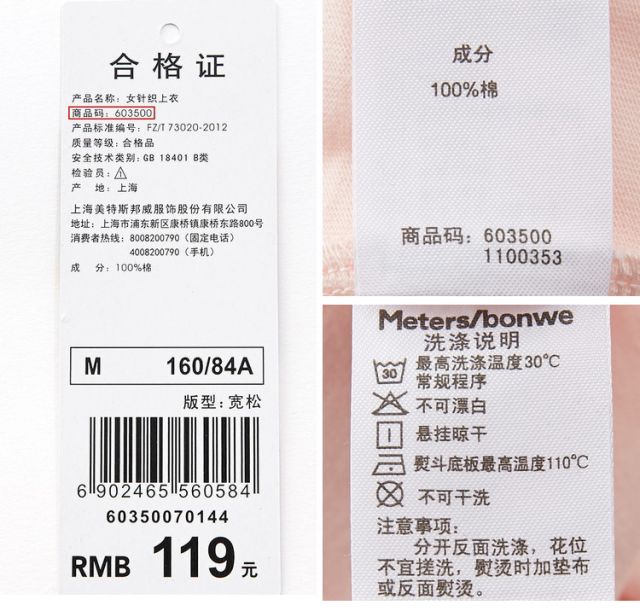 合格证
产品名称：女针织上衣
商品码：603500
产品标准编号：FZ/T 73020-2012
质量等级：合格品
安全技术类别：GB 18401 B类
检验员：1
产    地：上海
上海美特斯邦威服饰股份有限公司
地址：上海市浦东新区康桥镇康桥东路800号
消费者热线：8008200790（固定电话）
4008200790（手机）
成    分：100%棉
M 160/84A
版型：宽松
6 902465 560584
60350070144
RMB 119元
成分
100%棉
商品码：603500
1100353
Meters/bonwe
洗涤说明
30 最高洗涤温度30℃
常规程序
不可漂白
悬挂晾干
熨斗底板最高温度110℃
不可干洗
注意事项：
分开反面洗涤，花位
不宜搓洗，熨烫时加垫布
或反面熨烫。